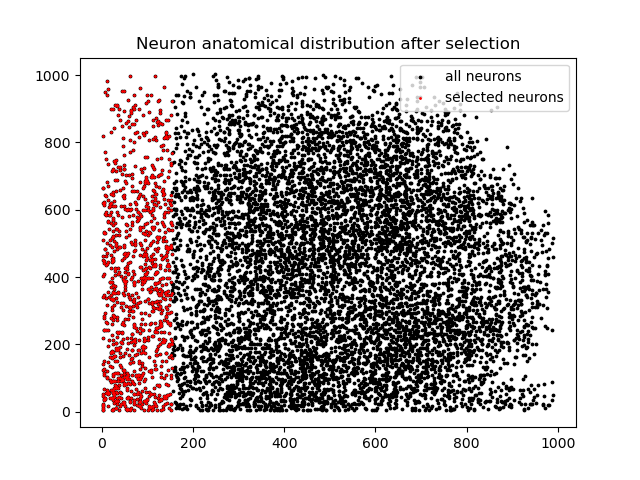 Neuron anatomical distribution after selection
all neurons
selected neurons
1000
800
600
400
200
0
0 200 400 600 800 1000